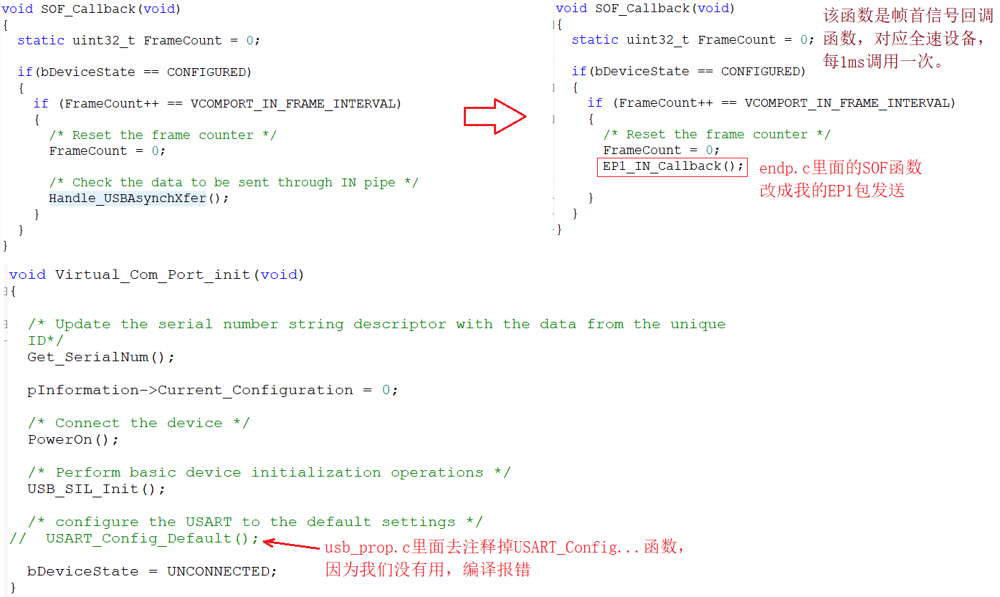 void SOF_Callback(void)
{
  static uint32_t FrameCount = 0;

  if(bDeviceState == CONFIGURED)
  {
    if (FrameCount++ == VCOMPORT_IN_FRAME_INTERVAL)
    {
      /* Reset the frame counter */
      FrameCount = 0;

      /* Check the data to be sent through IN pipe */
      Handle_USBAsynchXfer();
    }
  }
}
void SOF_Callback(void)
{
  static uint32_t FrameCount = 0;

  if(bDeviceState == CONFIGURED)
  {
    if (FrameCount++ == VCOMPORT_IN_FRAME_INTERVAL)
    {
      /* Reset the frame counter */
      FrameCount = 0;
      EP1_IN_Callback();

    }
  }
}
该函数是帧首信号回调
函数，对应全速设备，
每1ms调用一次。
endp.c里面的SOF函数
改成我的EP1包发送
void Virtual_Com_Port_init(void)
{

  /* Update the serial number string descriptor with the data from the unique
  ID*/
  Get_SerialNum();

  pInformation->Current_Configuration = 0;

  /* Connect the device */
  PowerOn();

  /* Perform basic device initialization operations */
  USB_SIL_Init();

  /* configure the USART to the default settings */
//  USART_Config_Default();

  bDeviceState = UNCONNECTED;
}
usb_prop.c里面去注释掉USART_Config...函数，
因为我们没有用，编译报错